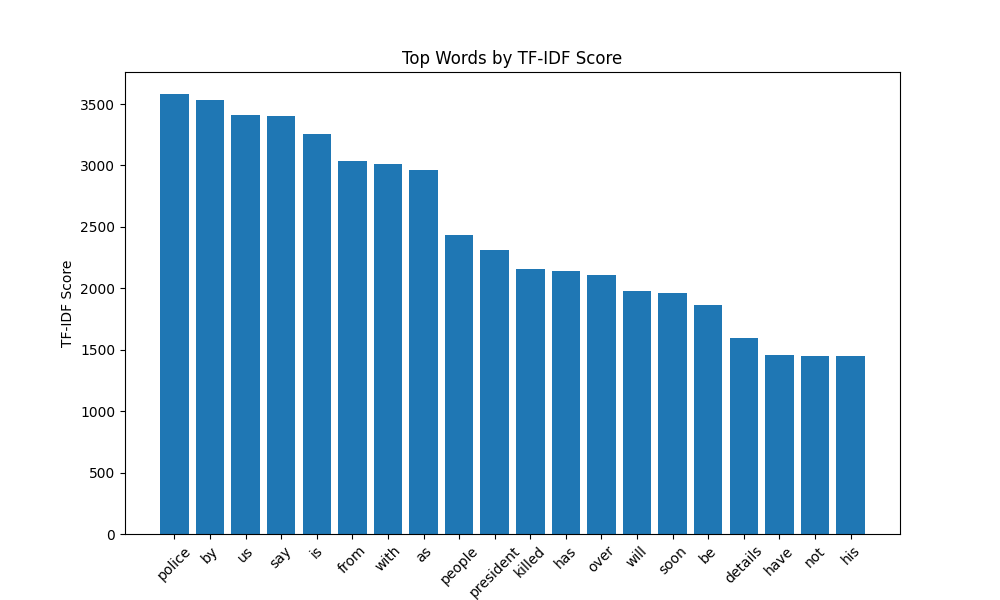 Top Words by TF-IDF Score
TF-IDF Score
3500
3000
2500
2000
1500
1000
500
0
police
by
us
say
is
from
with
as
people
president
killed
has
over
will
soon
be
details
have
not
his